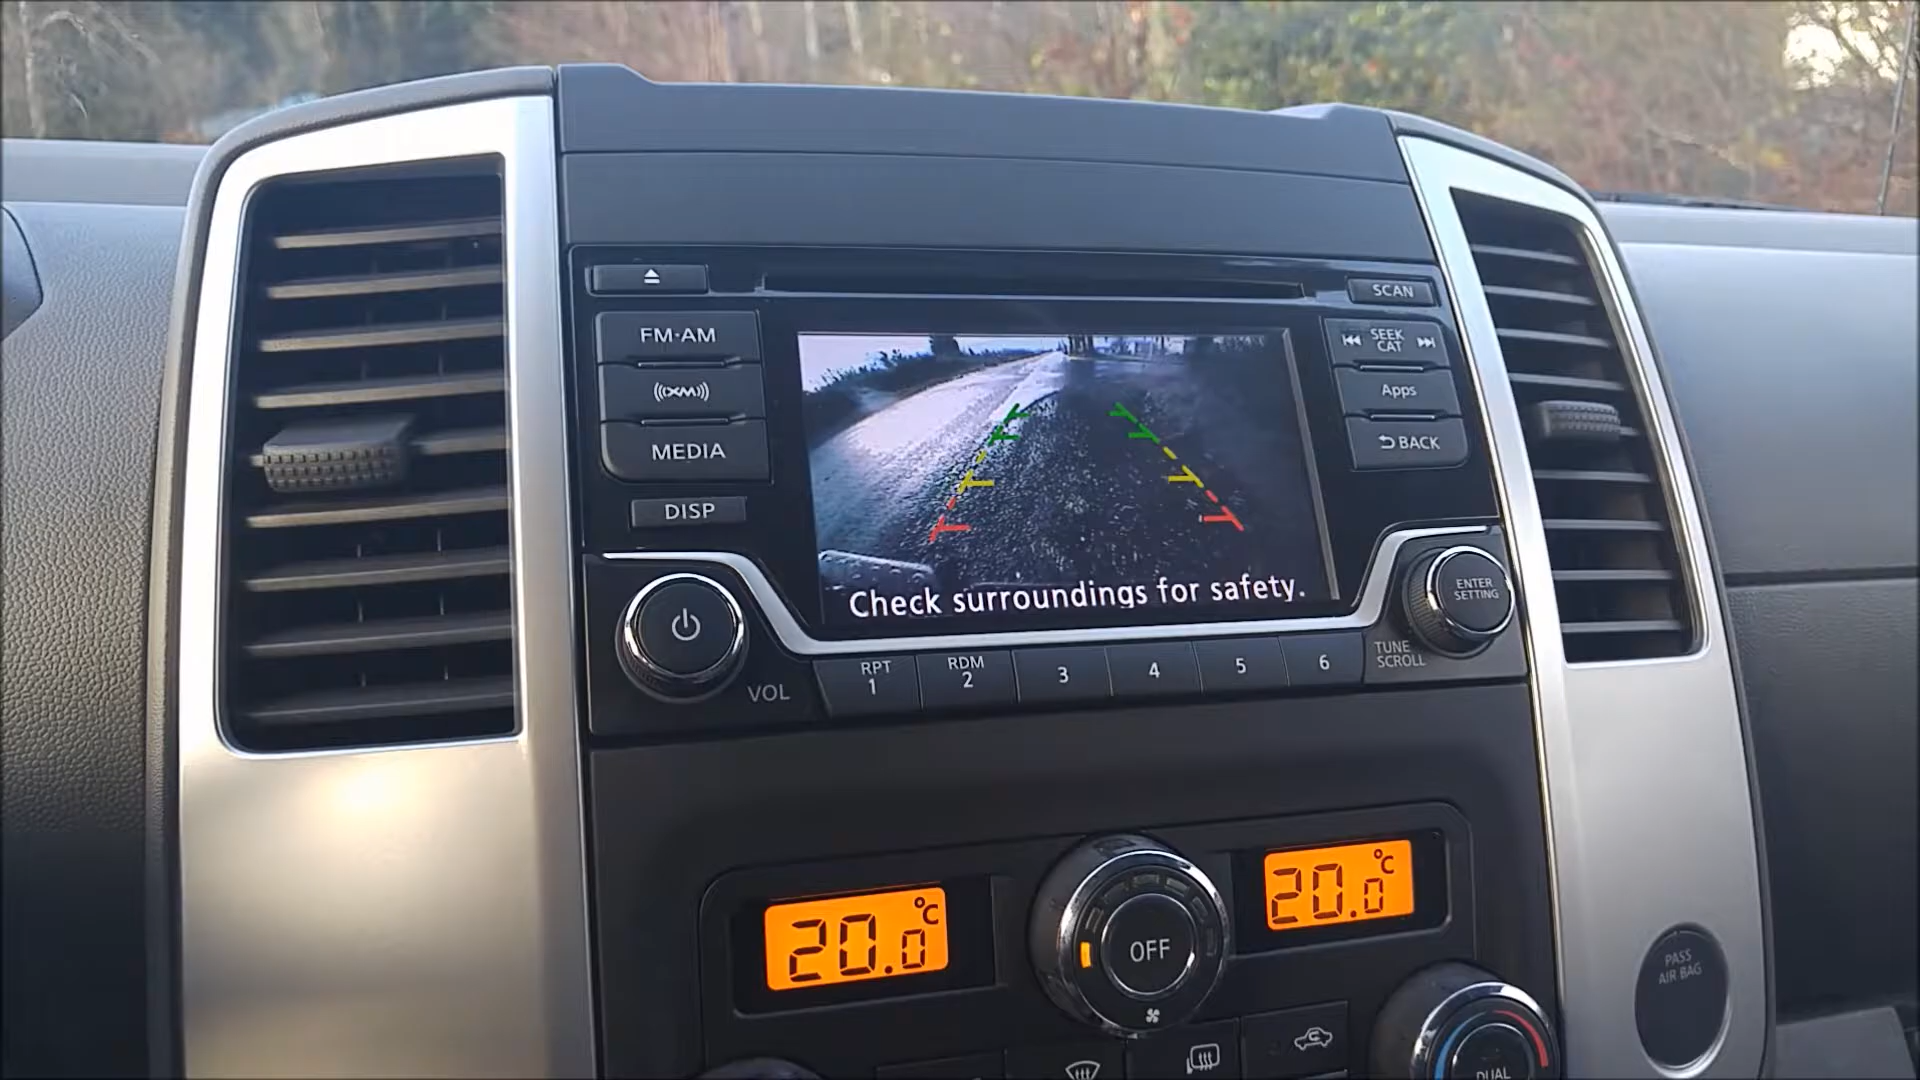 SCAN
FM·AM
SEEK
CAT
XM
Apps
MEDIA
BACK
DISP
Check surroundings for safety.
ENTER
SETTING
VOL
RPT
1
RDM
2
3
4
5
6
TUNE
SCROLL
20.0°C
OFF
20.0°C
PASS
AIR BAG
DUAL